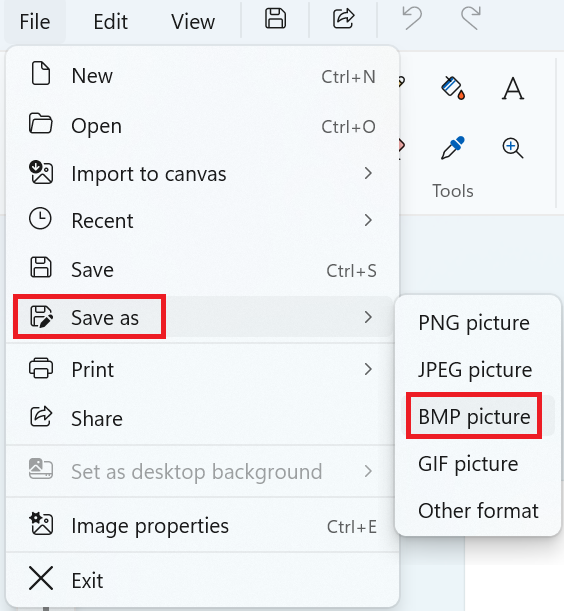 File Edit View
New Ctrl+N
Open Ctrl+O
Import to canvas
Recent
Save Ctrl+S
Save as
Print
Share
Set as desktop background
Image properties Ctrl+E
Exit
A
Tools
PNG picture
JPEG picture
BMP picture
GIF picture
Other format